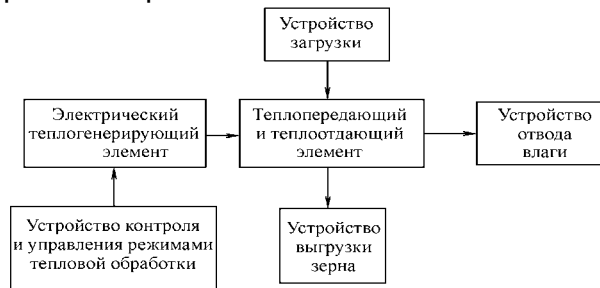 Устройство
загрузки
Электрический
теплогенерирующий
элемент
Теплопередающий
и теплоотдающий
элемент
Устройство
отвода
влаги
Устройство контроля
и управления режимами
тепловой обработки
Устройство
выгрузки
зерна